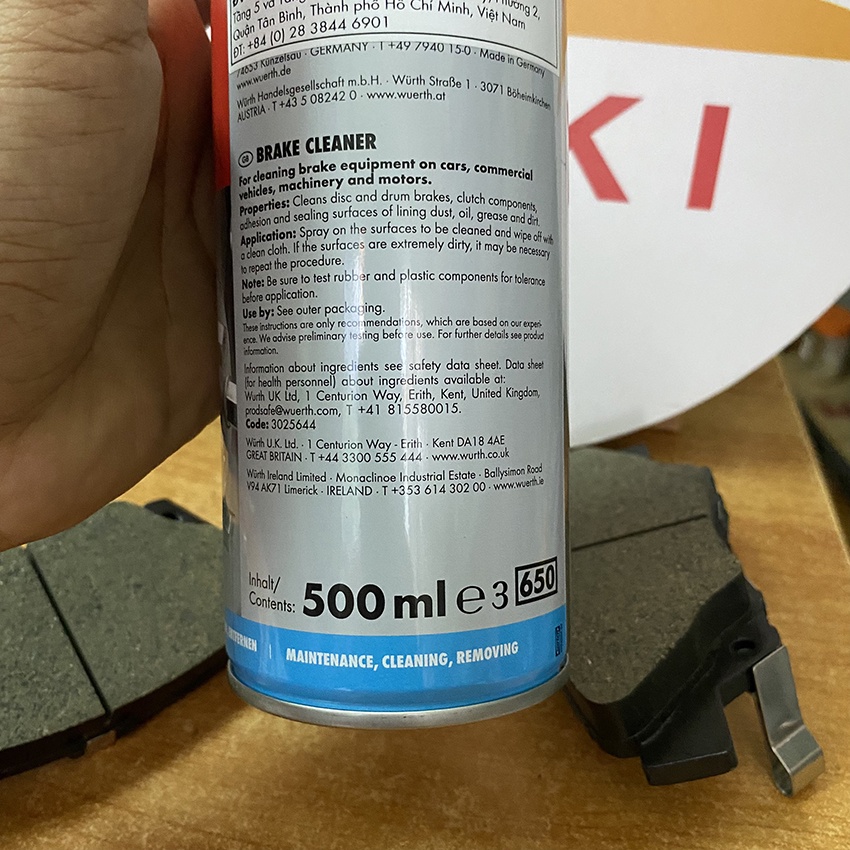 Tầng 5 và Tầng
Phường 2,
Quận Tân Bình, Thành phố Hồ Chí Minh, Việt Nam
ĐT: +84 (0) 28 3844 6901
74653 Künzelsau · GERMANY · T +49 7940 15-0 · Made in Germany
www.wuerth.de
Würth Handelsgesellschaft m.b.H. · Würth Straße 1 · 3071 Böheimkirchen
AUSTRIA · T +43 5 08242 0 · www.wuerth.at
GB BRAKE CLEANER
For cleaning brake equipment on cars, commercial
vehicles, machinery and motors.
Properties: Cleans disc and drum brakes, clutch components,
adhesion and sealing surfaces of lining dust, oil, grease and dirt.
Application: Spray on the surfaces to be cleaned and wipe off with
a clean cloth. If the surfaces are extremely dirty, it may be necessary
to repeat the procedure.
Note: Be sure to test rubber and plastic components for tolerance
before application.
Use by: See outer packaging.
These instructions are only recommendations, which are based on our experi-
ence. We advise preliminary testing before use. For further details see product
information.
Information about ingredients see safety data sheet. Data sheet
(for health personnel) about ingredients available at:
Wurth UK Ltd, 1 Centurion Way, Erith, Kent, United Kingdom,
prodsafe@wuerth.com, T +41 815580015.
Code: 3025644
Würth U.K. Ltd. · 1 Centurion Way - Erith · Kent DA18 4AE
GREAT BRITAIN · T +44 3300 555 444 · www.wurth.co.uk
Würth Ireland Limited · Monaclinoe Industrial Estate · Ballysimon Road
V94 AK71 Limerick · IRELAND · T +353 614 302 00 · www.wuerth.ie
Inhalt/
Contents: 500 ml e 3 650
MAINTENANCE, CLEANING, REMOVING
KI